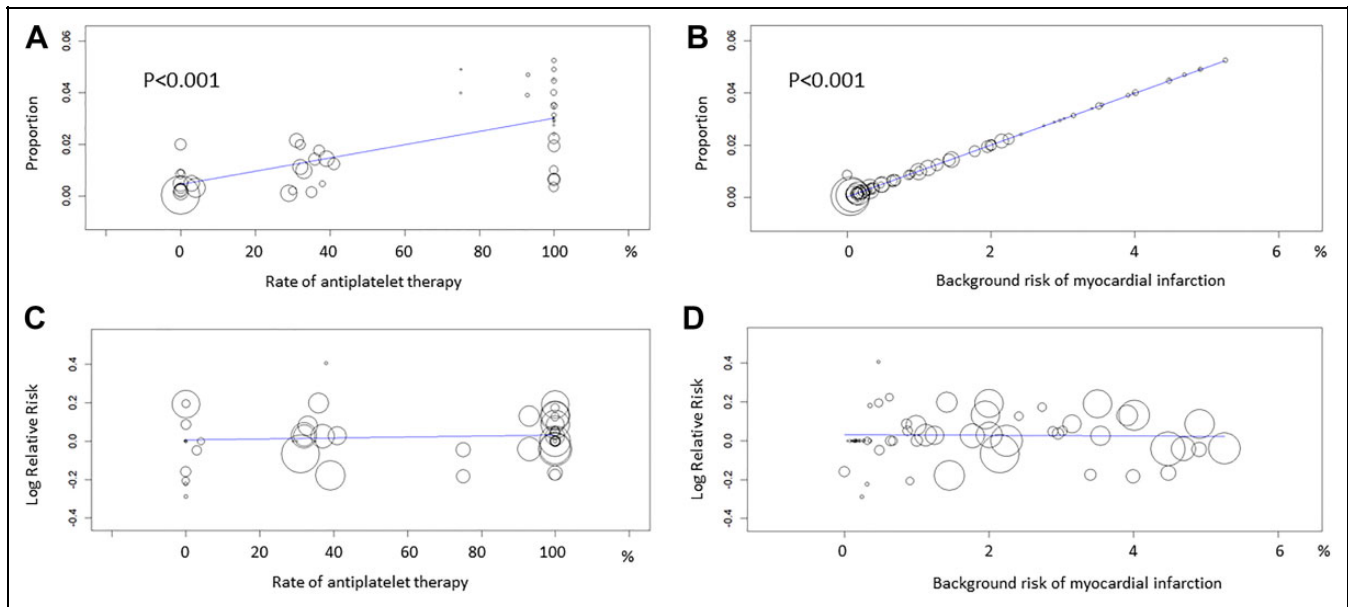 A
P<0.001
Proportion
0.06
0.04
0.02
0.00
0 20 40 60 80 100 %
Rate of antiplatelet therapy
B
P<0.001
Proportion
0.06
0.04
0.02
0.00
0 2 4 6 %
Background risk of myocardial infarction
C
Log Relative Risk
0.4
0.2
0.0
-0.2
-0.4
0 20 40 60 80 100 %
Rate of antiplatelet therapy
D
Log Relative Risk
0.4
0.2
0.0
-0.2
-0.4
0 2 4 6 %
Background risk of myocardial infarction